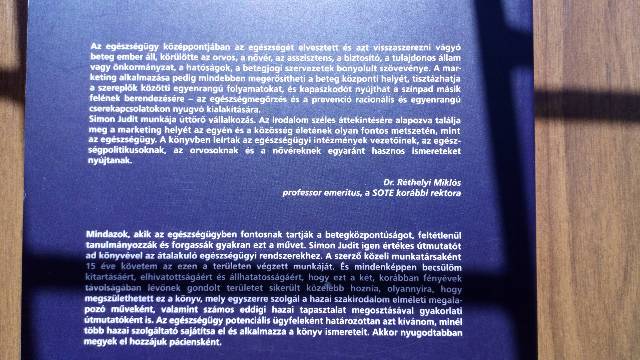 Az egészségügy középpontjában az egészségét elvesztett és azt visszaszerezni vágyó
beteg ember áll, körülötte az orvos, a nővér, az asszisztens, a biztosító, a tulajdonos állam
vagy önkormányzat, a hatóságok, a betegjogi szervezetek bonyolult szövevénye. A mar-
keting alkalmazása pedig mindebben megerősítheti a beteg központi helyét, tisztázhatja
a szereplők közötti egyenrangú folyamatokat, és kapaszkodót nyújthat a színpad másik
felének berendezésére – az egészségmegőrzés és a prevenció racionális és egyenrangú
cserekapcsolatokon nyugvó kialakítására.
Simon Judit munkája úttörő vállalkozás. Az irodalom széles áttekintésére alapozva találja
meg a marketing helyét az egyén és a közösség életének olyan fontos metszetén, mint
az egészségügy. A könyvben leírtak az egészségügyi intézmények vezetőinek, az egész-
ségpolitikusoknak, az orvosoknak és a nővéreknek egyaránt hasznos ismereteket
nyújtanak.
Dr. Réthelyi Miklós
professor emeritus, a SOTE korábbi rektora
Mindazok, akik az egészségügyben fontosnak tartják a betegközpontúságot, feltétlenül
tanulmányozzák és forgassák gyakran ezt a művet. Simon Judit igen értékes útmutatót
ad könyvével az átalakuló egészségügyi rendszerekhez. A szerző közeli munkatársaként
15 éve követem az ezen a területen végzett munkáját. És mindenképpen becsülöm
kitartásáért, elhivatottságáért és állhatatosságáért, hogy ezt a két, korábban fényévek
távolságában lévőnek gondolt területet sikerült közelebb hoznia, olyannyira, hogy
megszülethetett ez a könyv, mely egyszerre szolgál a hazai szakirodalom elméleti megala-
pozó műveként, valamint számos eddigi hazai tapasztalat megosztásával gyakorlati
útmutatóként is. Az egészségügy potenciális ügyfeleként határozottan azt kívánom, minél
több hazai szolgáltató sajátítsa el és alkalmazza a könyv ismereteit. Akkor nyugodtabban
megyek el hozzájuk páciensként.